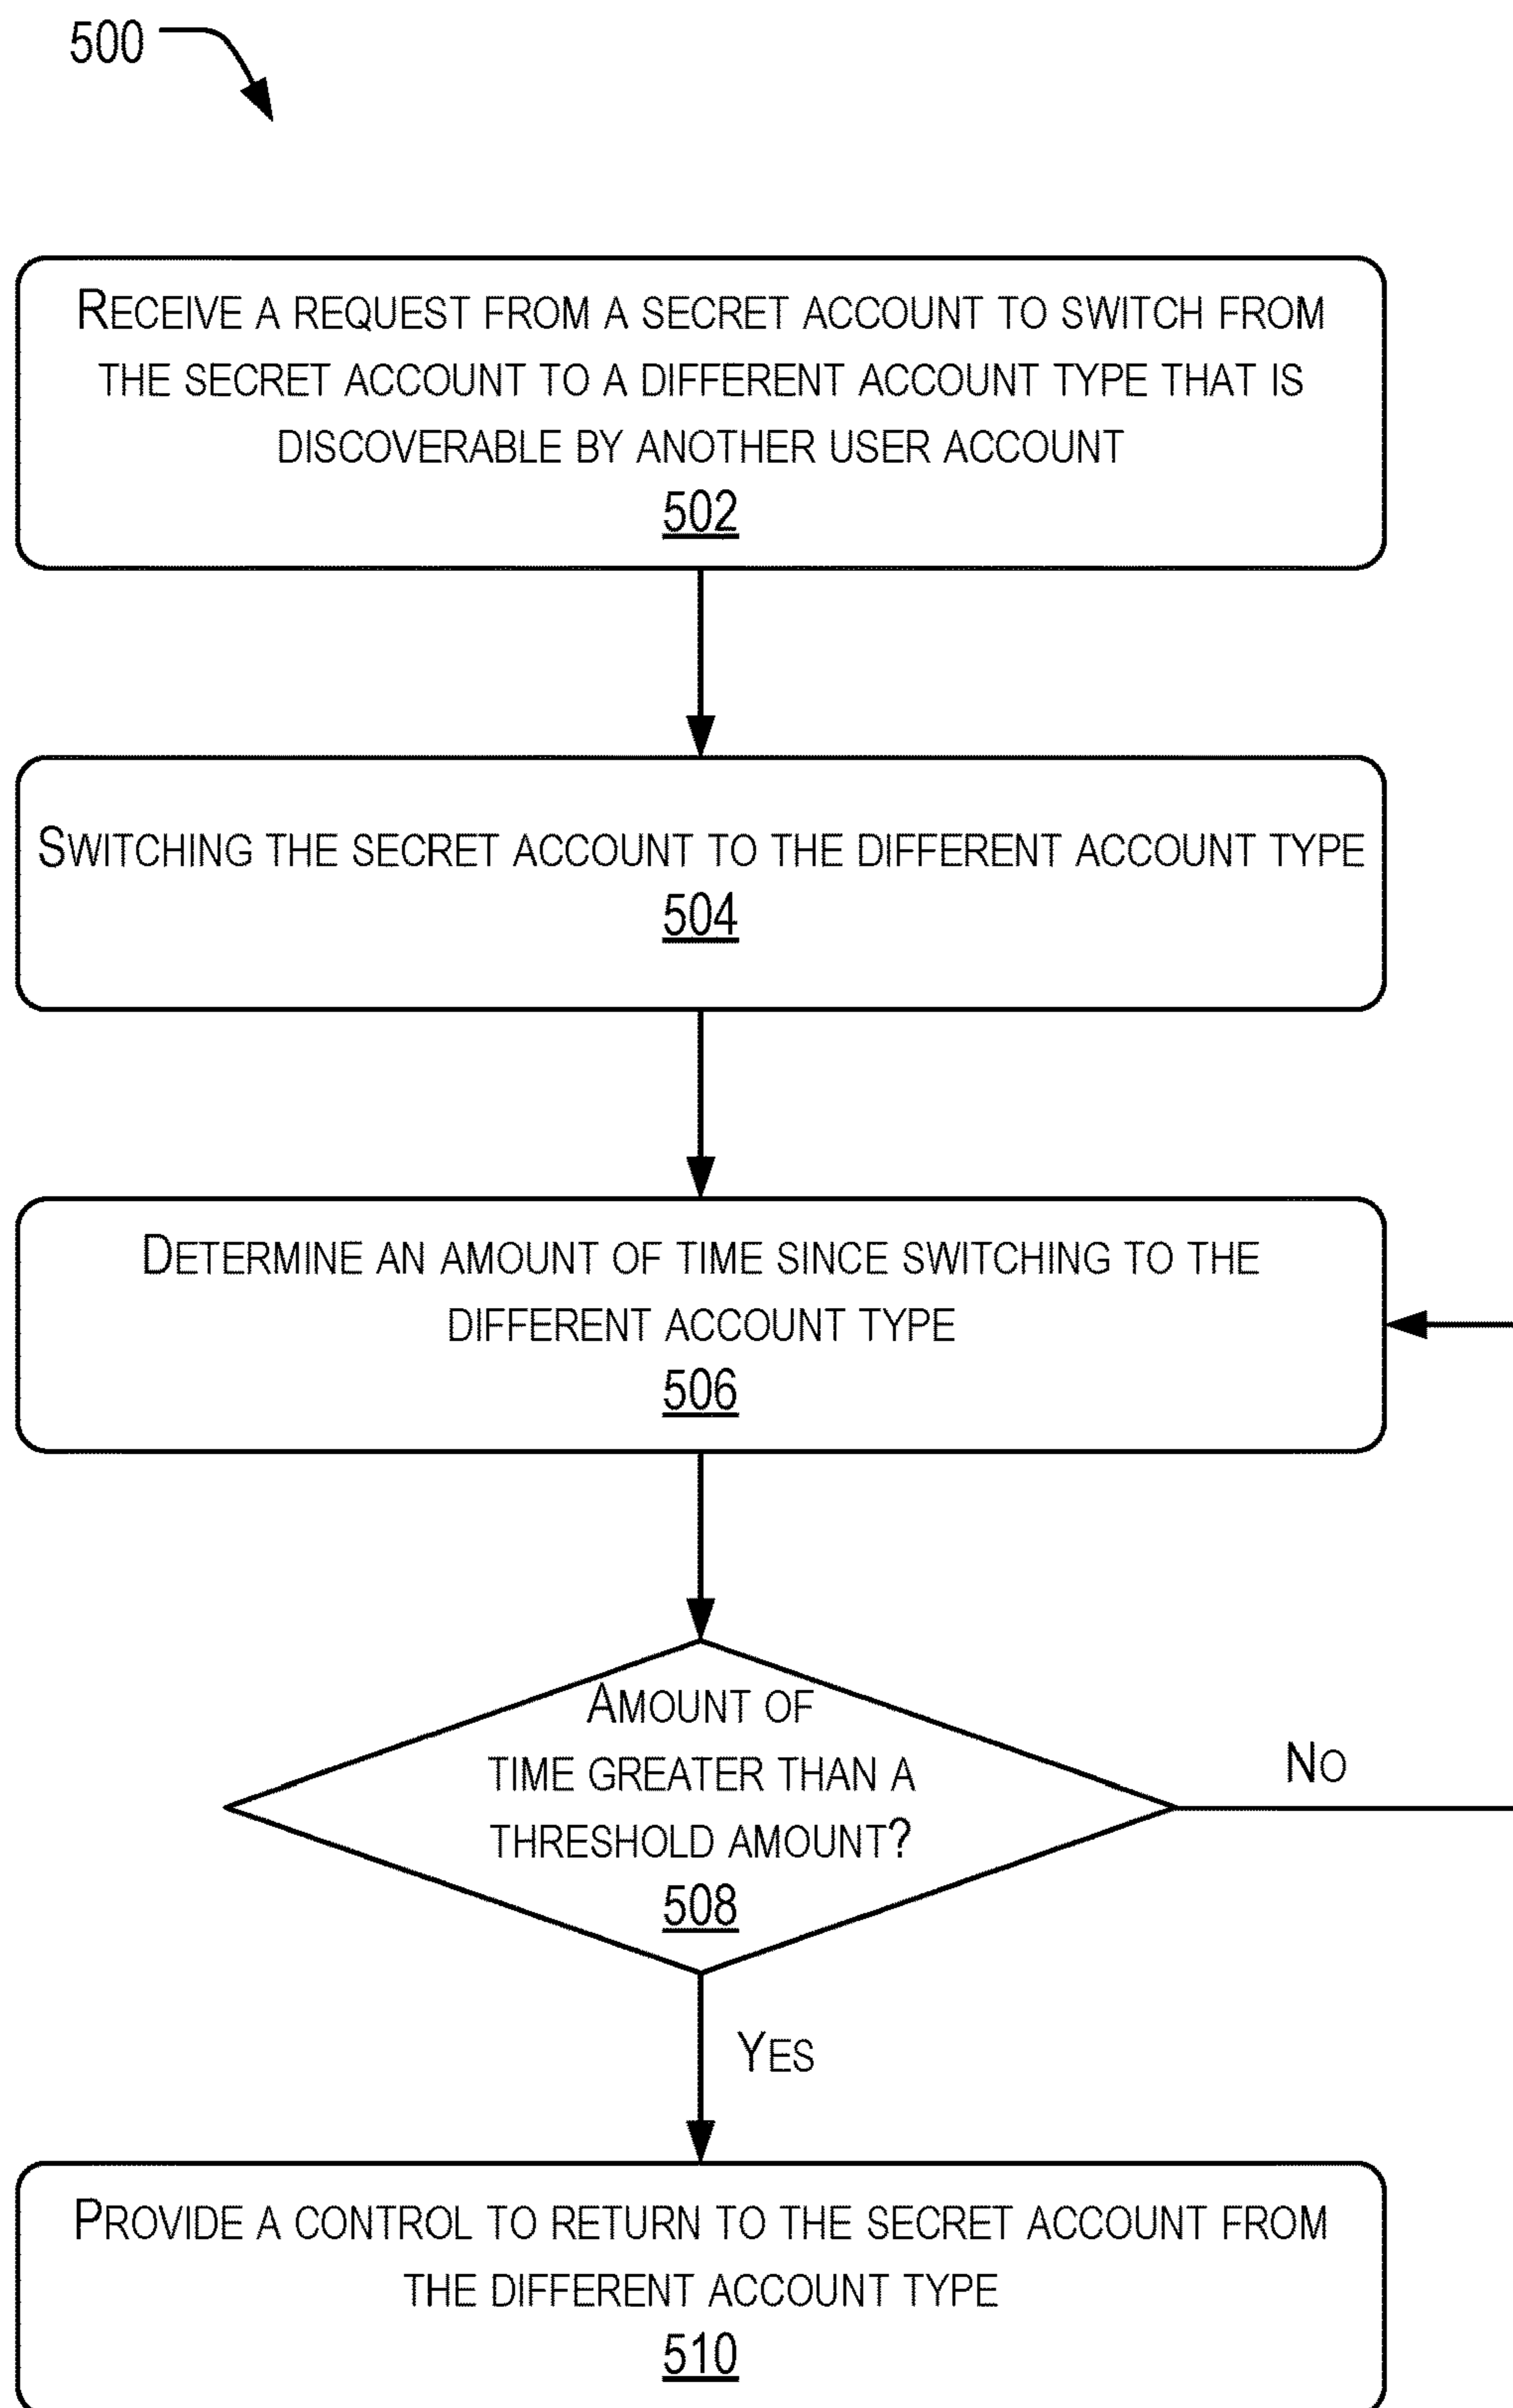 500
RECEIVE A REQUEST FROM A SECRET ACCOUNT TO SWITCH FROM
THE SECRET ACCOUNT TO A DIFFERENT ACCOUNT TYPE THAT IS
DISCOVERABLE BY ANOTHER USER ACCOUNT
502
SWITCHING THE SECRET ACCOUNT TO THE DIFFERENT ACCOUNT TYPE
504
DETERMINE AN AMOUNT OF TIME SINCE SWITCHING TO THE
DIFFERENT ACCOUNT TYPE
506
AMOUNT OF
TIME GREATER THAN A
THRESHOLD AMOUNT?
508
NO
YES
PROVIDE A CONTROL TO RETURN TO THE SECRET ACCOUNT FROM
THE DIFFERENT ACCOUNT TYPE
510